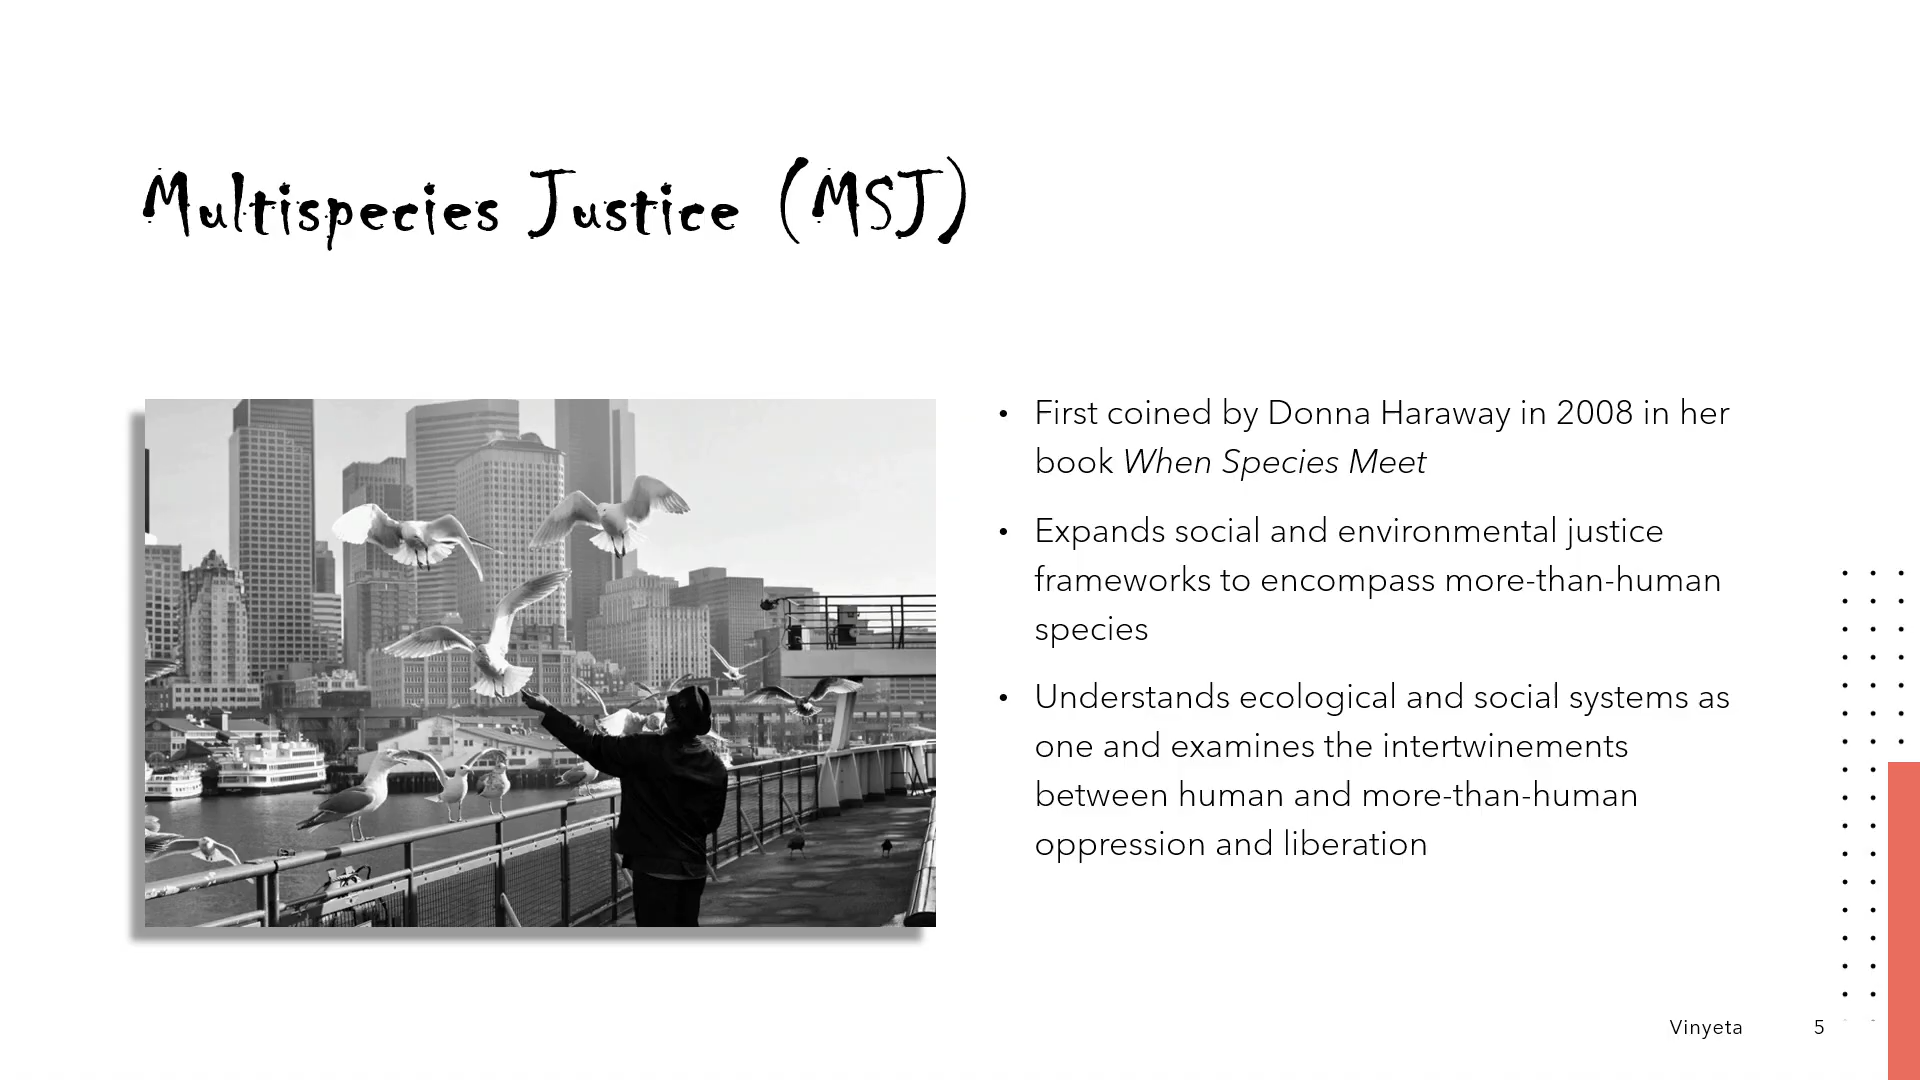 Multispecies Justice (MSJ)
• First coined by Donna Haraway in 2008 in her
book When Species Meet
• Expands social and environmental justice
frameworks to encompass more-than-human
species
• Understands ecological and social systems as
one and examines the intertwinements
between human and more-than-human
oppression and liberation
Vinyeta 5